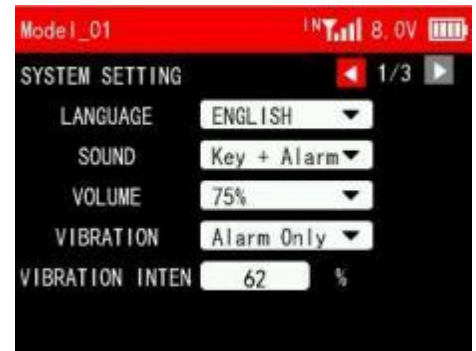 Model_01 IN 8.0V
SYSTEM SETTING 1/3
LANGUAGE ENGLISH
SOUND Key + Alarm
VOLUME 75%
VIBRATION Alarm Only
VIBRATION INTEN 62 %